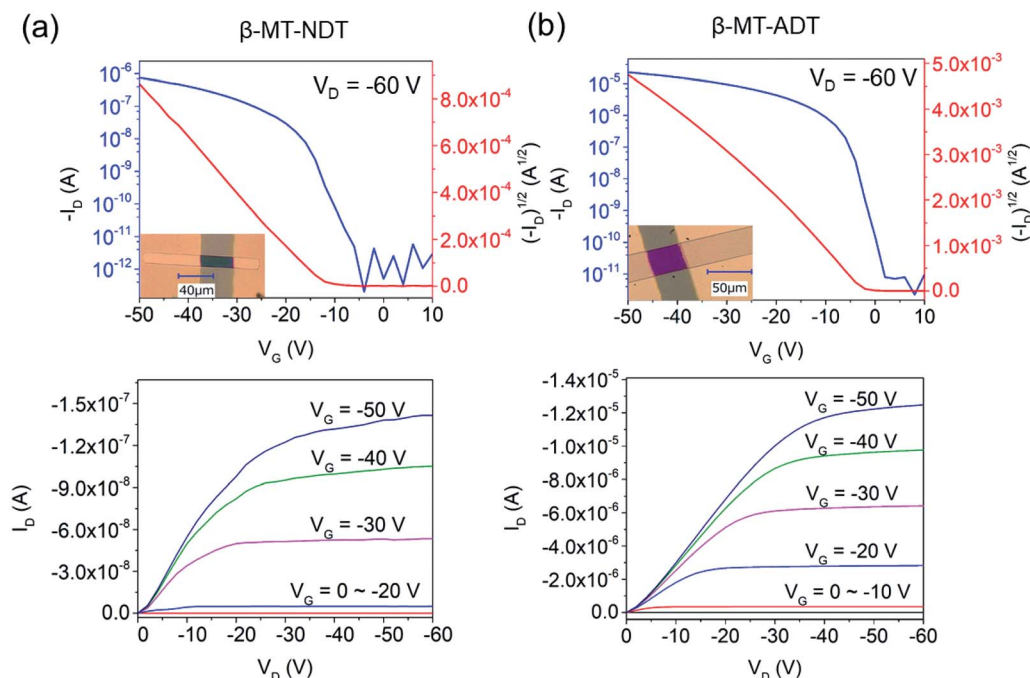 (a)
β-MT-NDT
V_D = -60 V
-I_D (A)
10^-6
10^-7
10^-8
10^-9
10^-10
10^-11
10^-12
(-I_D)^1/2 (A^1/2)
8.0x10^-4
6.0x10^-4
4.0x10^-4
2.0x10^-4
0.0
40μm
-50 -40 -30 -20 -10 0 10
V_G (V)
(b)
β-MT-ADT
V_D = -60 V
-I_D (A)
10^-5
10^-6
10^-7
10^-8
10^-9
10^-10
10^-11
(-I_D)^1/2 (A^1/2)
5.0x10^-3
4.0x10^-3
3.0x10^-3
2.0x10^-3
1.0x10^-3
0.0
50μm
-50 -40 -30 -20 -10 0 10
V_G (V)
I_D (A)
-1.5x10^-7
-1.2x10^-7
-9.0x10^-8
-6.0x10^-8
-3.0x10^-8
0.0
V_G = -50 V
V_G = -40 V
V_G = -30 V
V_G = 0 ~ -20 V
0 -10 -20 -30 -40 -50 -60
V_D (V)
I_D (A)
-1.4x10^-5
-1.2x10^-5
-1.0x10^-5
-8.0x10^-6
-6.0x10^-6
-4.0x10^-6
-2.0x10^-6
0.0
V_G = -50 V
V_G = -40 V
V_G = -30 V
V_G = -20 V
V_G = 0 ~ -10 V
0 -10 -20 -30 -40 -50 -60
V_D (V)